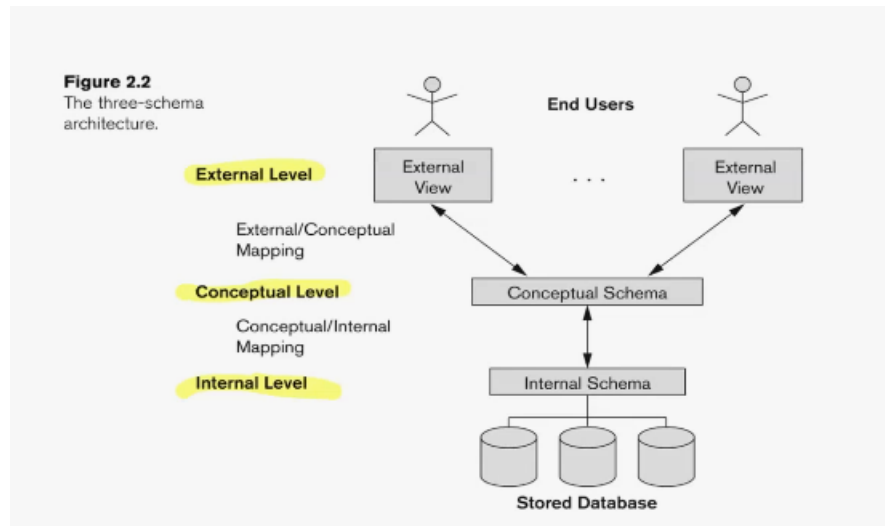 Figure 2.2
The three-schema
architecture.
End Users
External Level
External
View
. . .
External
View
External/Conceptual
Mapping
Conceptual Level
Conceptual Schema
Conceptual/Internal
Mapping
Internal Level
Internal Schema
Stored Database